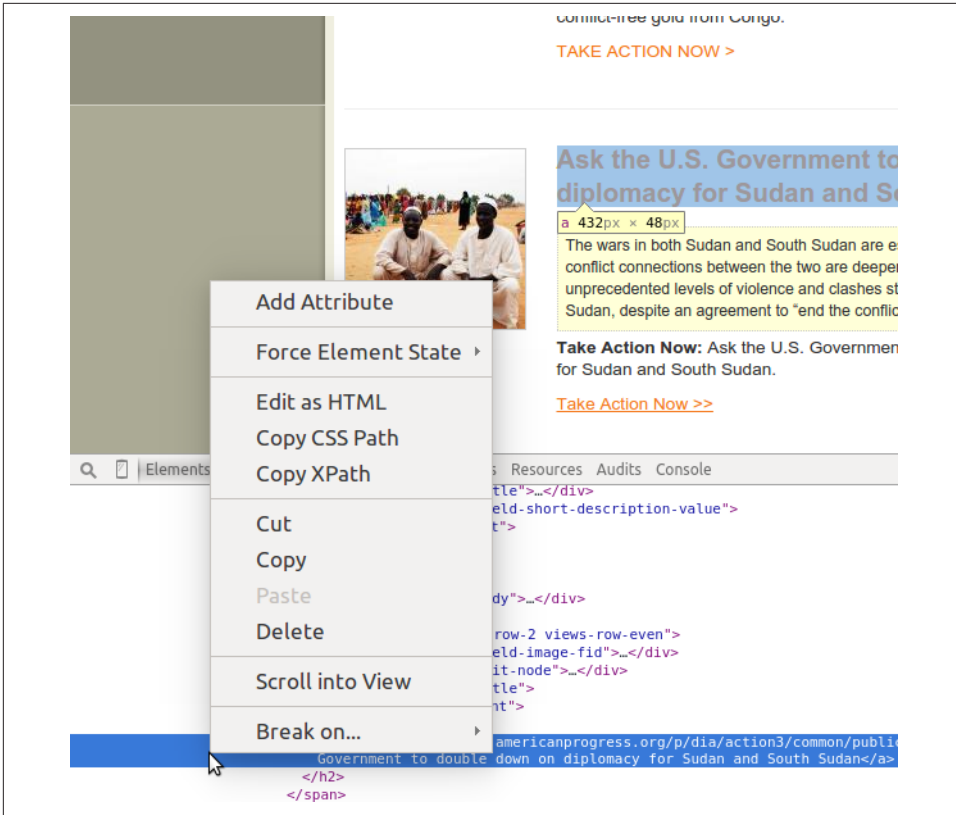 conflict-free gold from Congo.
TAKE ACTION NOW >
Ask the U.S. Government to
diplomacy for Sudan and S
a 432px × 48px
The wars in both Sudan and South Sudan are e
conflict connections between the two are deeper
unprecedented levels of violence and clashes st
Sudan, despite an agreement to “end the conflic
Take Action Now: Ask the U.S. Governmen
for Sudan and South Sudan.
Take Action Now >>
Add Attribute
Force Element State
Edit as HTML
Copy CSS Path
Copy XPath
Cut
Copy
Paste
Delete
Scroll into View
Break on...
Elements s Resources Audits Console
tle">…</div>
eld-short-description-value">
t">
dy">…</div>
row-2 views-row-even">
eld-image-fid">…</div>
it-node">…</div>
tle">
nt">
americanprogress.org/p/dia/action3/common/public
Government to double down on diplomacy for Sudan and South Sudan</a>
</h2>
</span>